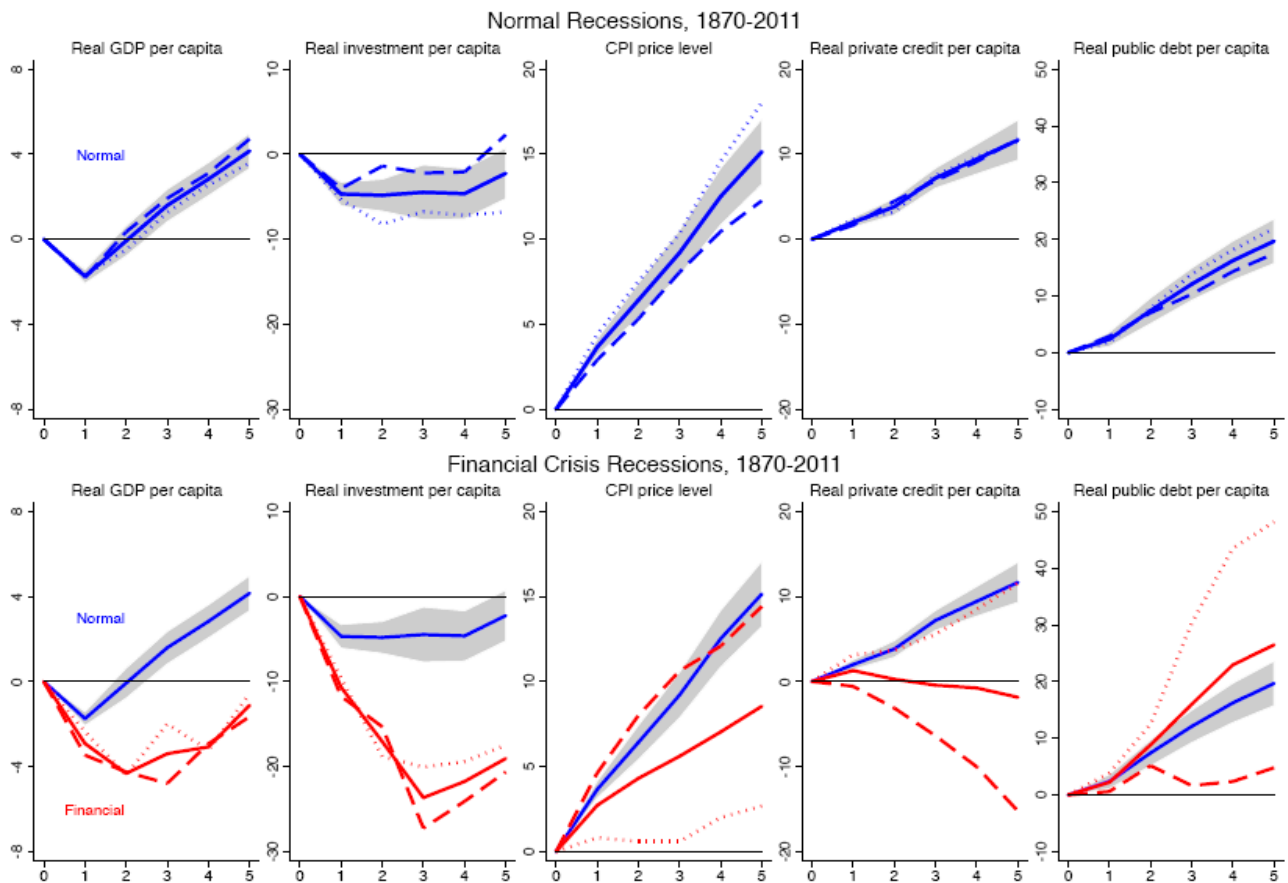 Normal Recessions, 1870-2011
Real GDP per capita Real investment per capita CPI price level Real private credit per capita Real public debt per capita
8 4 0 -4 -8
10 0 -10 -20 -30
20 15 10 5 0
20 10 0 -10 -20
50 40 30 20 10 0 -10
Normal
0 1 2 3 4 5 0 1 2 3 4 5 0 1 2 3 4 5 0 1 2 3 4 5 0 1 2 3 4 5
Financial Crisis Recessions, 1870-2011
Real GDP per capita Real investment per capita CPI price level Real private credit per capita Real public debt per capita
8 4 0 -4 -8
10 0 -10 -20 -30
20 15 10 5 0
20 10 0 -10 -20
50 40 30 20 10 0 -10
Normal
Financial
0 1 2 3 4 5 0 1 2 3 4 5 0 1 2 3 4 5 0 1 2 3 4 5 0 1 2 3 4 5